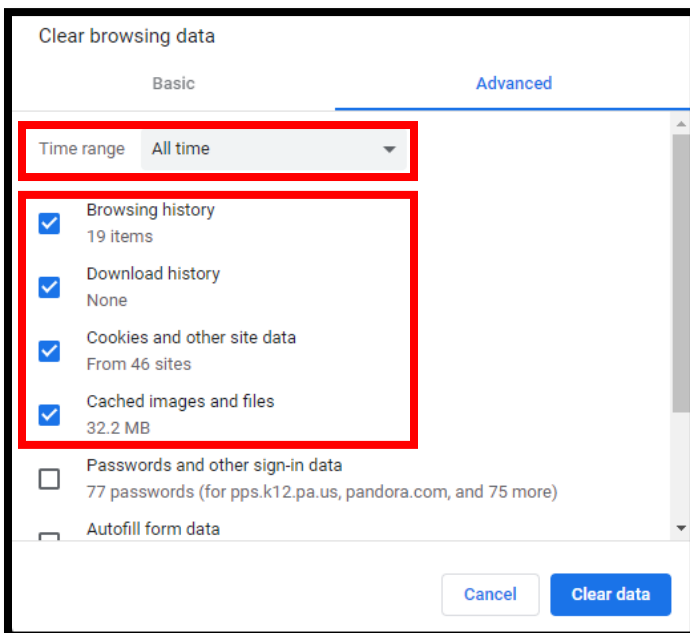 Clear browsing data
Basic Advanced
Time range All time
Browsing history
19 items
Download history
None
Cookies and other site data
From 46 sites
Cached images and files
32.2 MB
Passwords and other sign-in data
77 passwords (for pps.k12.pa.us, pandora.com, and 75 more)
Autofill form data
Cancel Clear data